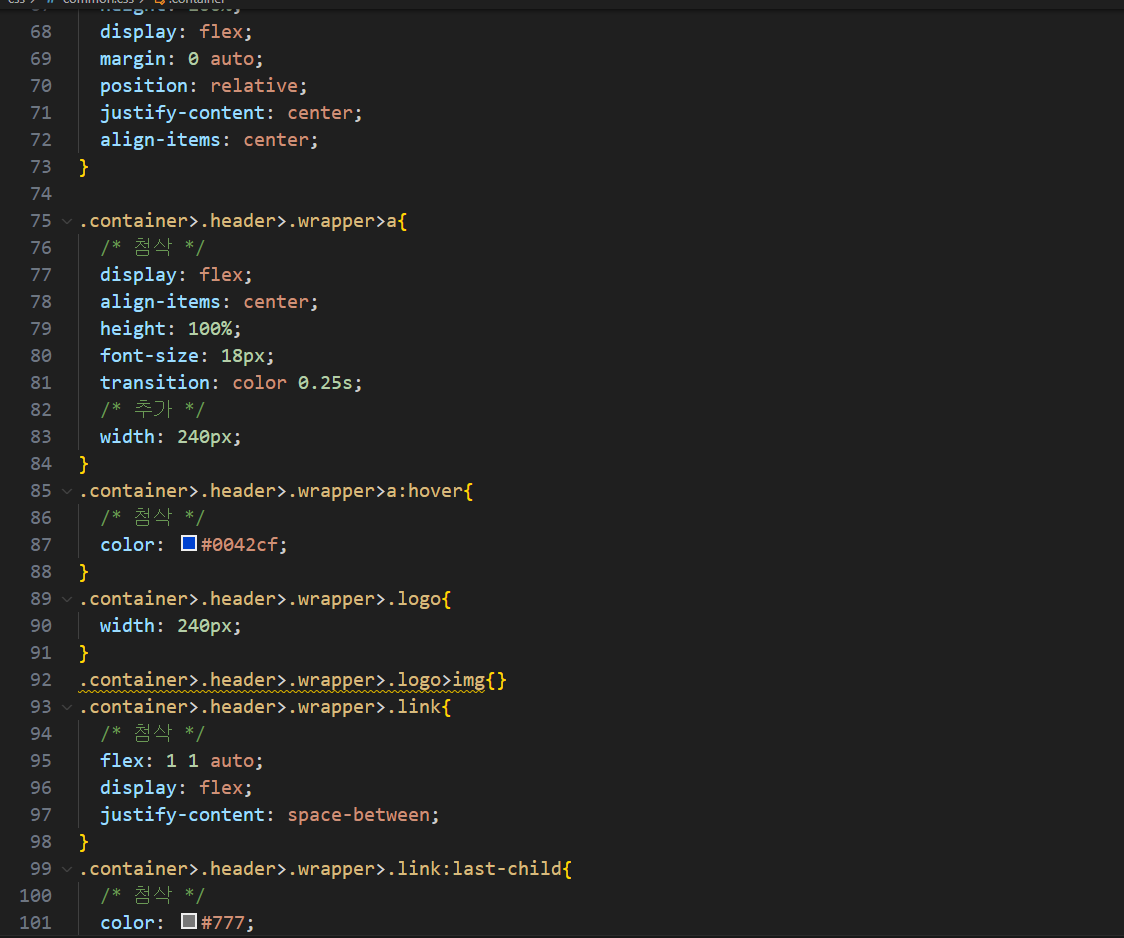 css > # common.css > .container
68 display: flex;
69 margin: 0 auto;
70 position: relative;
71 justify-content: center;
72 align-items: center;
73 }
74
75 .container>.header>.wrapper>a{
76 /* 첨삭 */
77 display: flex;
78 align-items: center;
79 height: 100%;
80 font-size: 18px;
81 transition: color 0.25s;
82 /* 추가 */
83 width: 240px;
84 }
85 .container>.header>.wrapper>a:hover{
86 /* 첨삭 */
87 color: #0042cf;
88 }
89 .container>.header>.wrapper>.logo{
90 width: 240px;
91 }
92 .container>.header>.wrapper>.logo>img{}
93 .container>.header>.wrapper>.link{
94 /* 첨삭 */
95 flex: 1 1 auto;
96 display: flex;
97 justify-content: space-between;
98 }
99 .container>.header>.wrapper>.link:last-child{
100 /* 첨삭 */
101 color: #777;